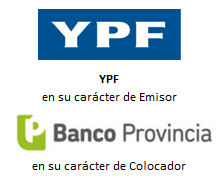 YPF
YPF
en su carácter de Emisor
Banco Provincia
en su carácter de Colocador